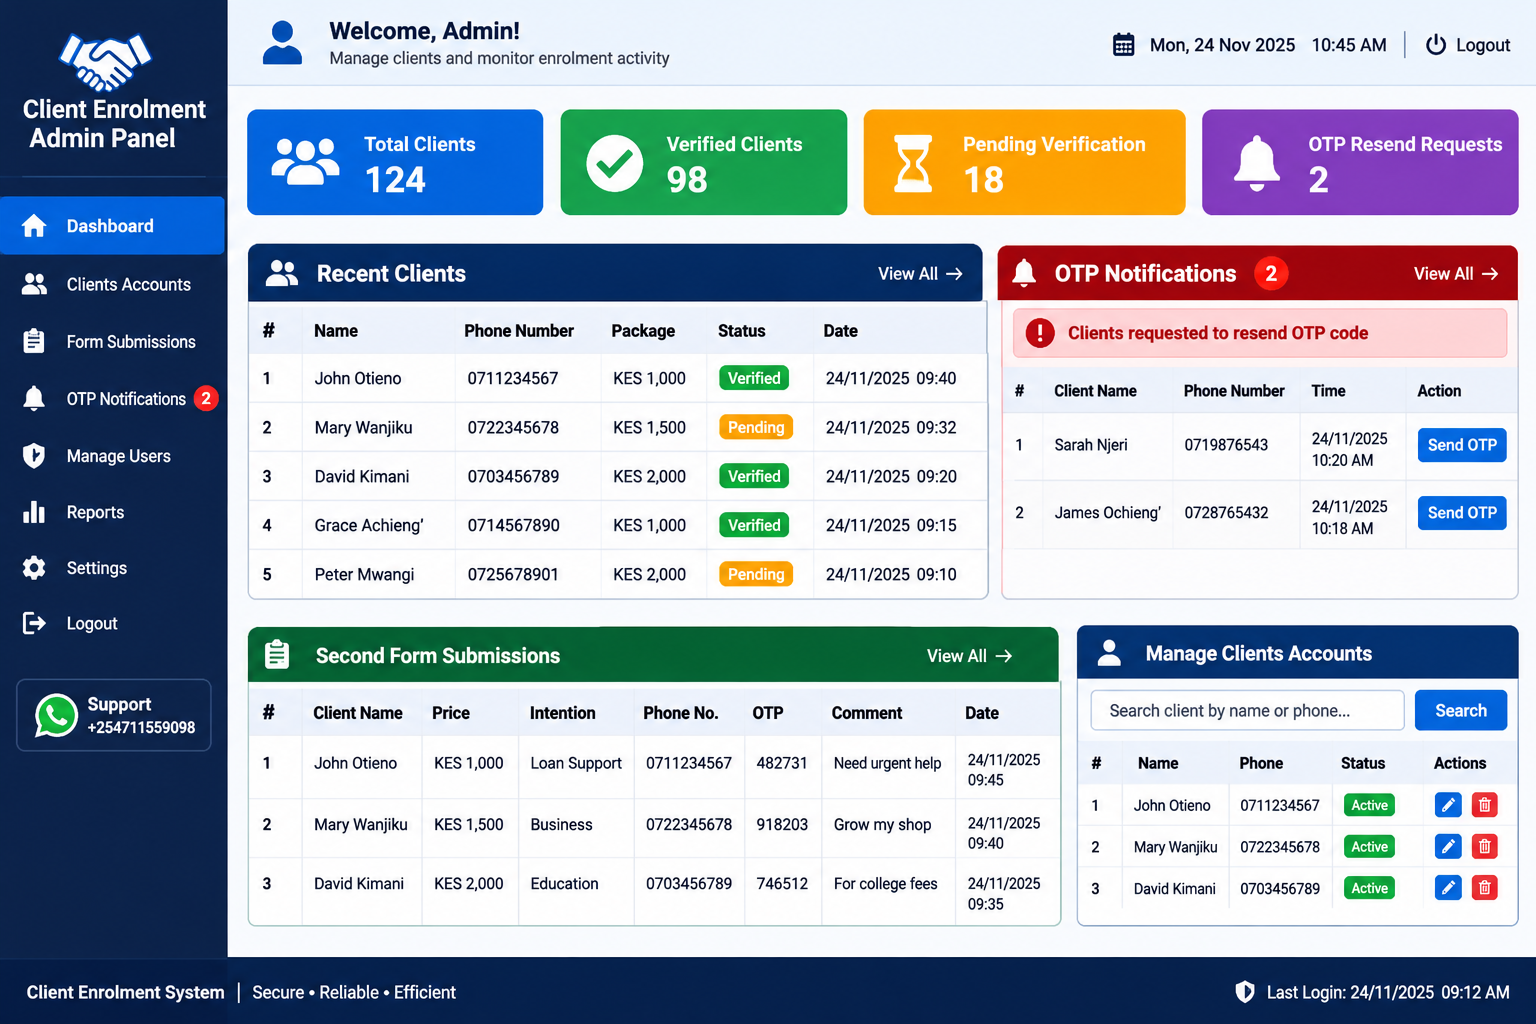 Client Enrolment
Admin Panel
Dashboard
Clients Accounts
Form Submissions
OTP Notifications 2
Manage Users
Reports
Settings
Logout
Support
+254711559098
Welcome, Admin!
Manage clients and monitor enrolment activity
Mon, 24 Nov 2025 10:45 AM Logout
Total Clients
124
Verified Clients
98
Pending Verification
18
OTP Resend Requests
2
Recent Clients View All →
# Name Phone Number Package Status Date
1 John Otieno 0711234567 KES 1,000 Verified 24/11/2025 09:40
2 Mary Wanjiku 0722345678 KES 1,500 Pending 24/11/2025 09:32
3 David Kimani 0703456789 KES 2,000 Verified 24/11/2025 09:20
4 Grace Achieng' 0714567890 KES 1,000 Verified 24/11/2025 09:15
5 Peter Mwangi 0725678901 KES 2,000 Pending 24/11/2025 09:10
OTP Notifications 2 View All →
Clients requested to resend OTP code
# Client Name Phone Number Time Action
1 Sarah Njeri 0719876543 24/11/2025 10:20 AM Send OTP
2 James Ochieng' 0728765432 24/11/2025 10:18 AM Send OTP
Second Form Submissions View All →
# Client Name Price Intention Phone No. OTP Comment Date
1 John Otieno KES 1,000 Loan Support 0711234567 482731 Need urgent help 24/11/2025 09:45
2 Mary Wanjiku KES 1,500 Business 0722345678 918203 Grow my shop 24/11/2025 09:40
3 David Kimani KES 2,000 Education 0703456789 746512 For college fees 24/11/2025 09:35
Manage Clients Accounts
Search client by name or phone... Search
# Name Phone Status Actions
1 John Otieno 0711234567 Active
2 Mary Wanjiku 0722345678 Active
3 David Kimani 0703456789 Active
Client Enrolment System | Secure • Reliable • Efficient
Last Login: 24/11/2025 09:12 AM